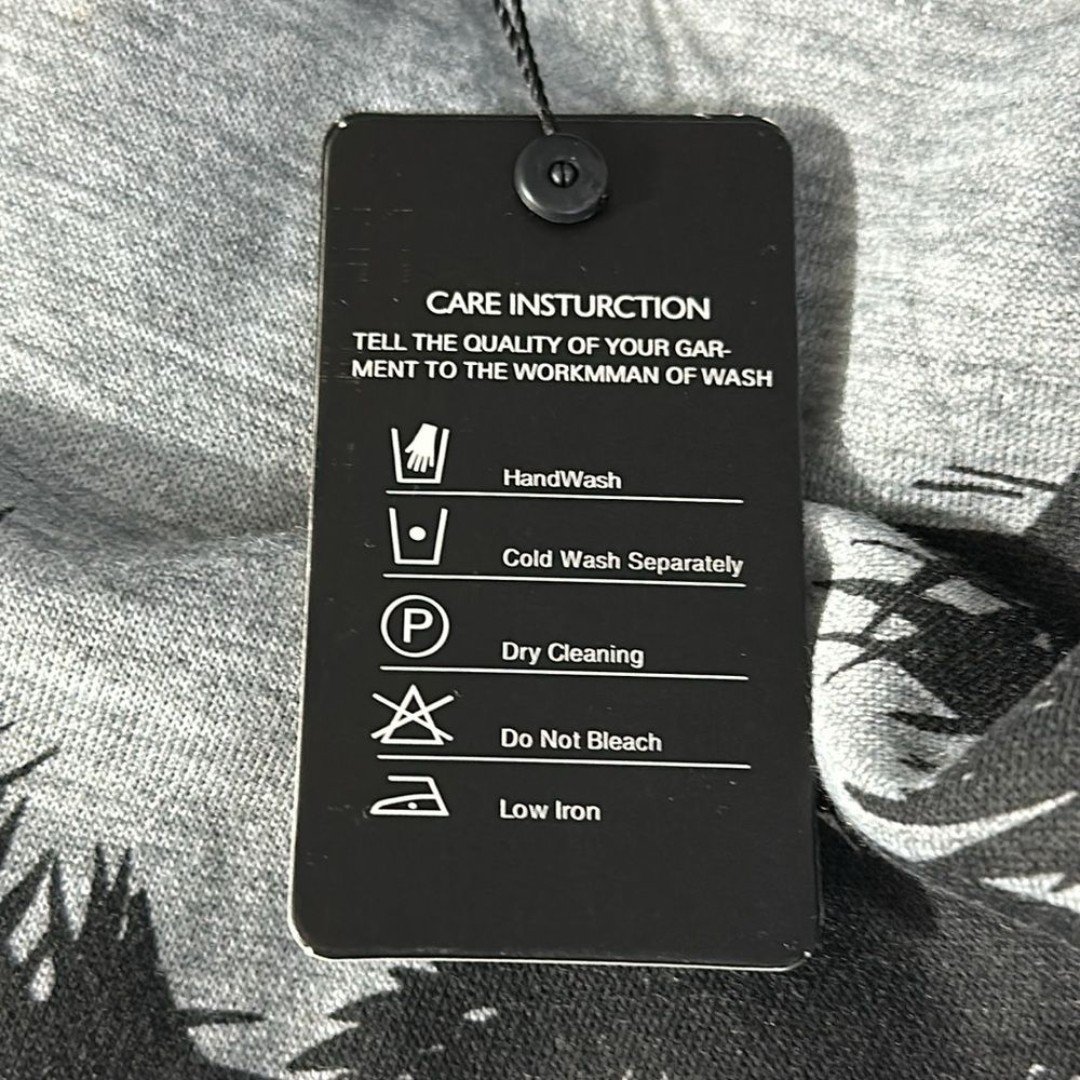 CARE INSTURCTION
TELL THE QUALITY OF YOUR GAR-
MENT TO THE WORKMMAN OF WASH
HandWash
Cold Wash Separately
P
Dry Cleaning
Do Not Bleach
Low Iron